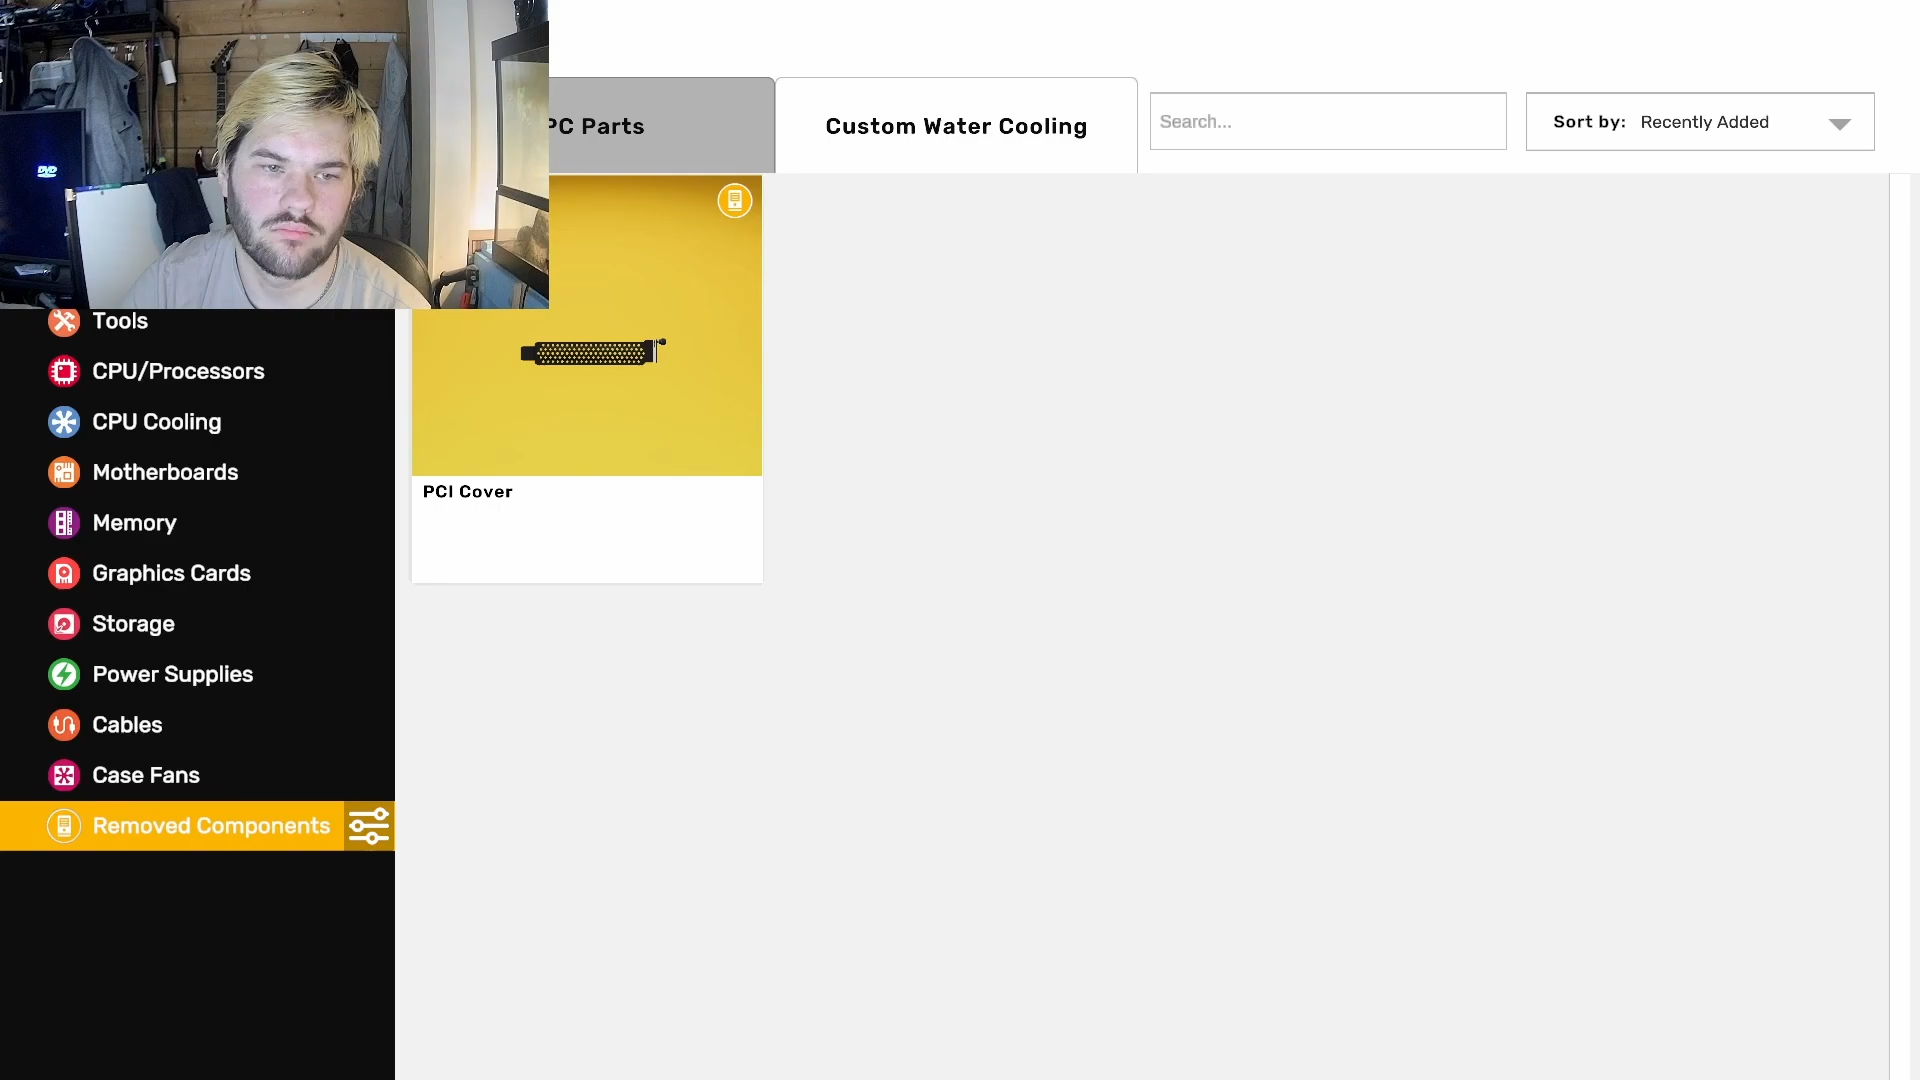 DVD
PC Parts
Custom Water Cooling
Search...
Sort by: Recently Added
Tools
CPU/Processors
CPU Cooling
Motherboards
Memory
Graphics Cards
Storage
Power Supplies
Cables
Case Fans
Removed Components
PCI Cover